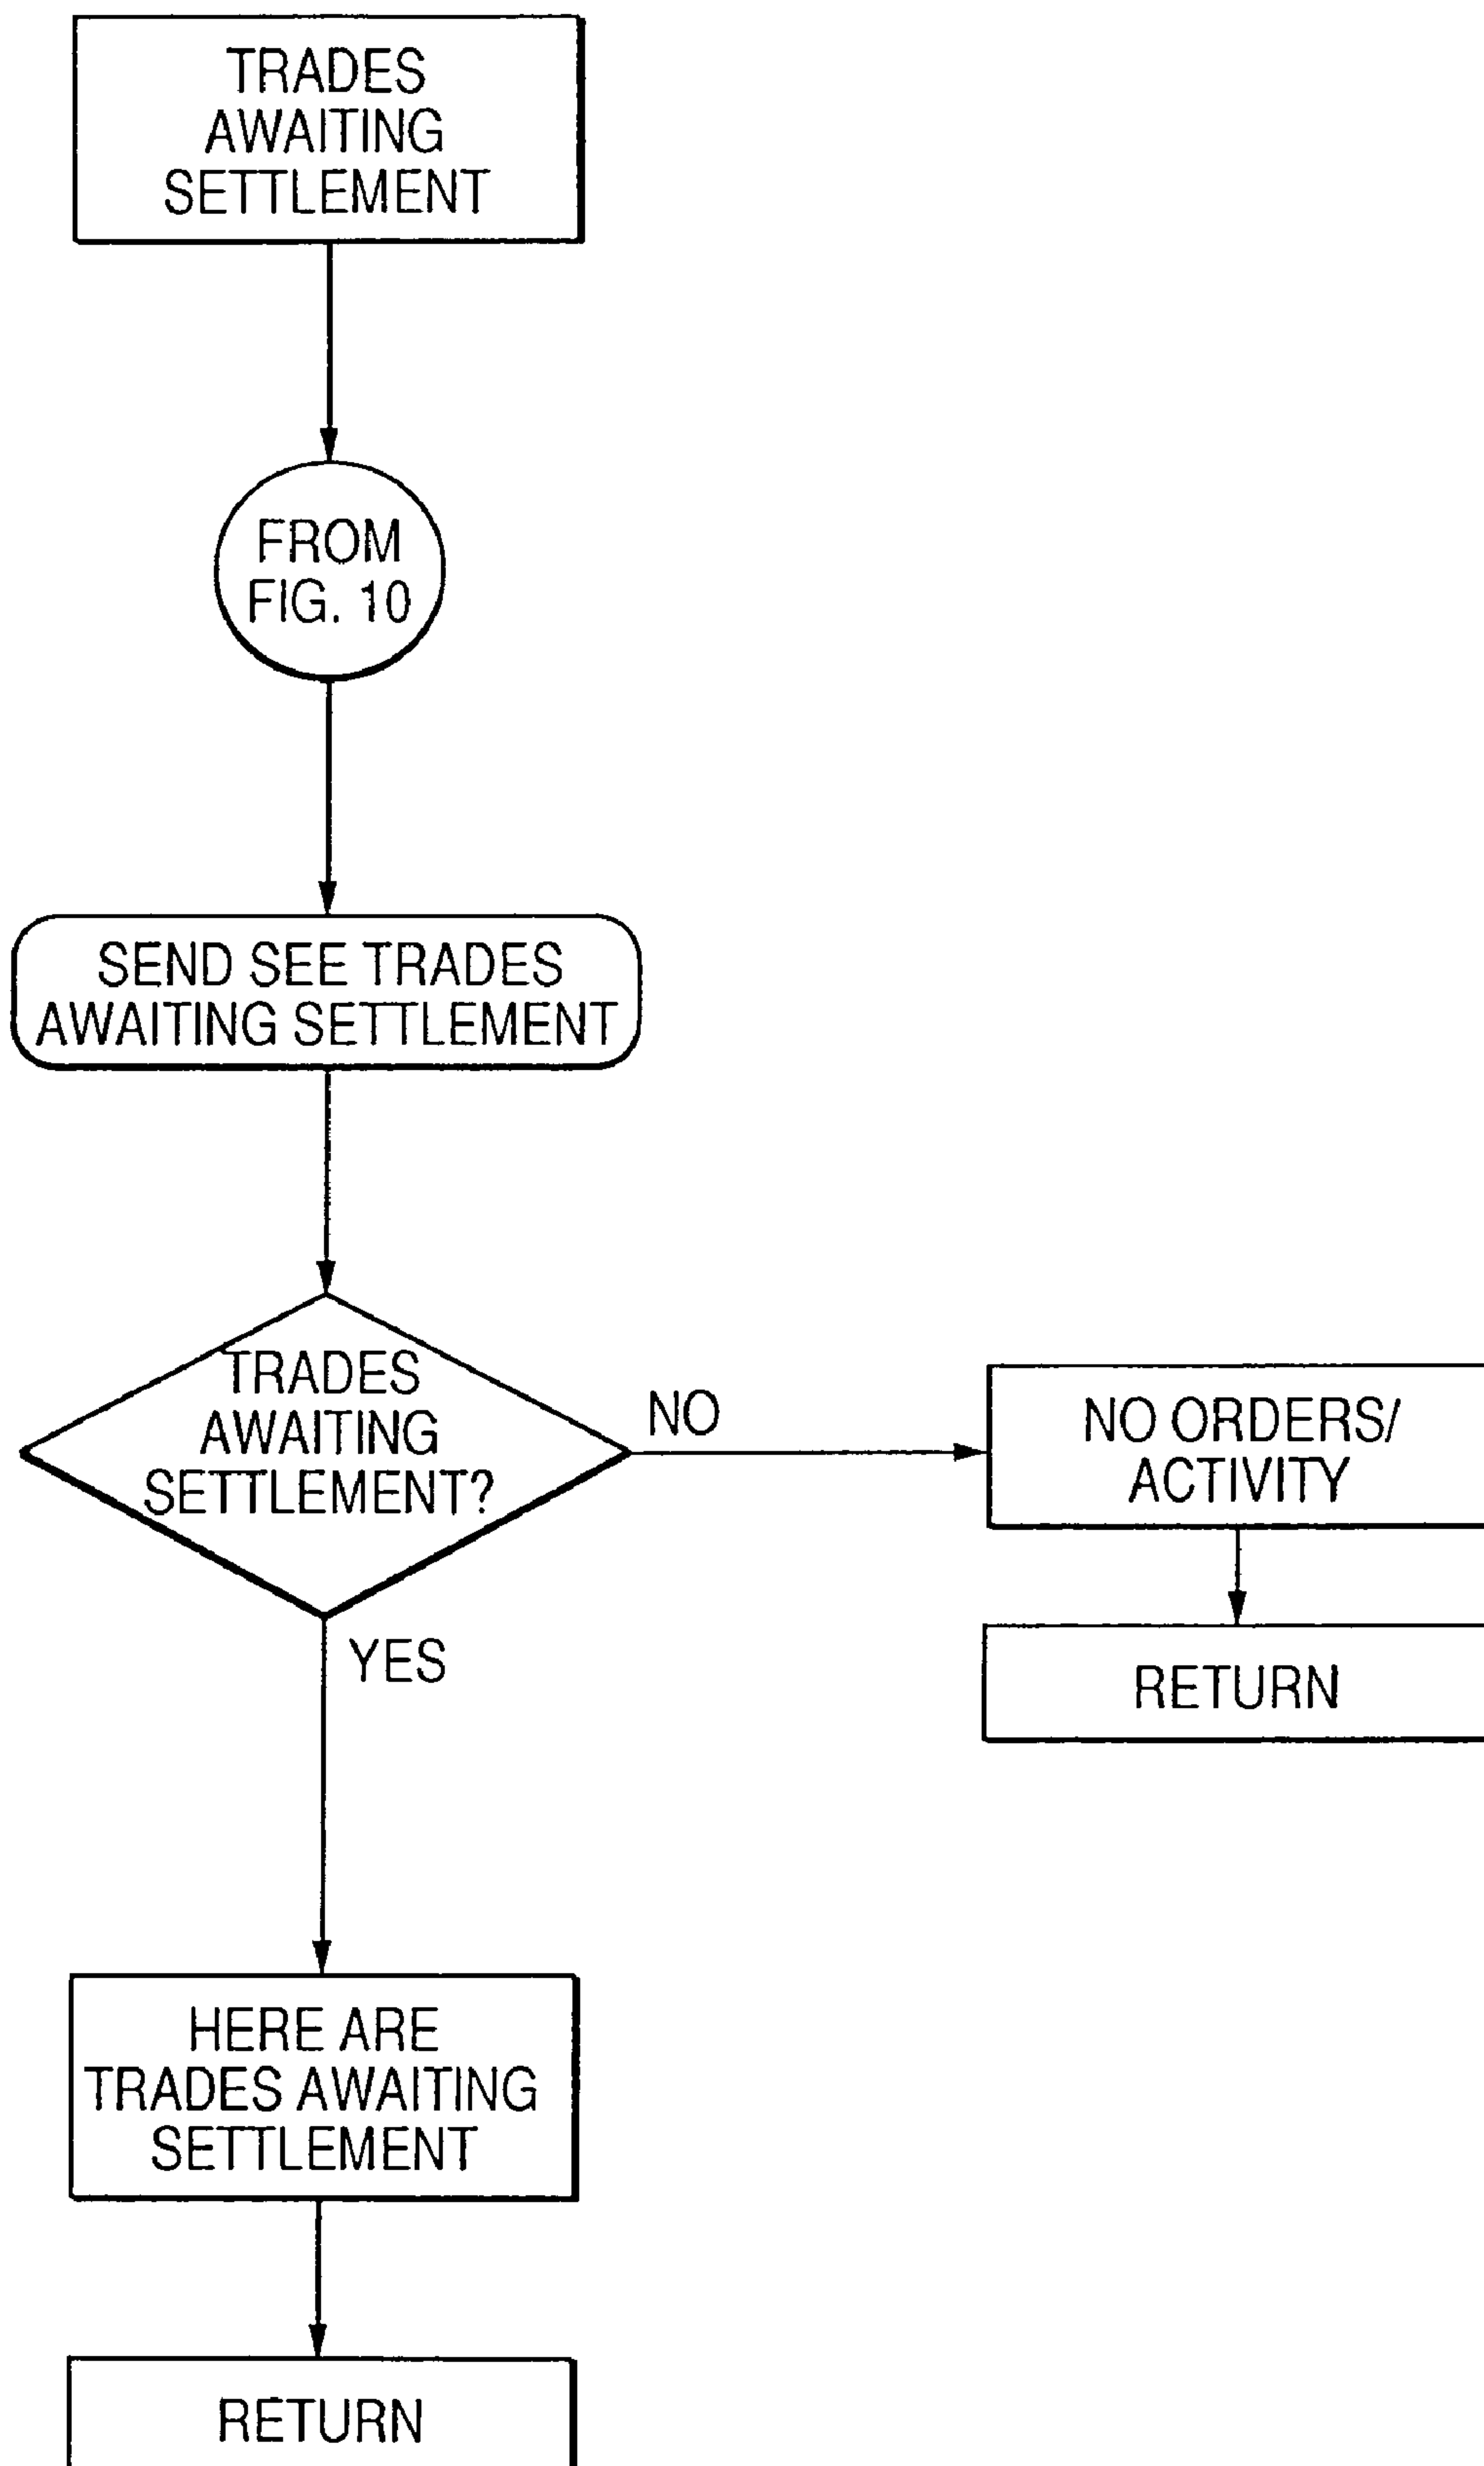 TRADES
AWAITING
SETTLEMENT
FROM
FIG. 10
SEND SEE TRADES
AWAITING SETTLEMENT
TRADES
AWAITING
SETTLEMENT?
NO
NO ORDERS/
ACTIVITY
RETURN
YES
HERE ARE
TRADES AWAITING
SETTLEMENT
RETURN